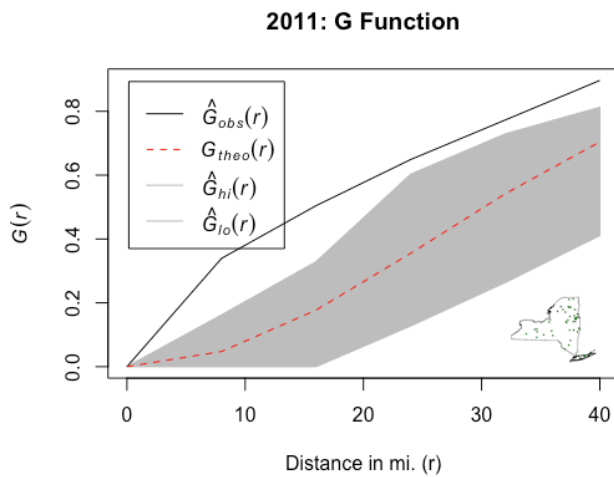 2011: G Function
Ĝobs(r)
Gtheo(r)
Ĝhi(r)
Ĝlo(r)
G(r)
0.8
0.6
0.4
0.2
0.0
0 10 20 30 40
Distance in mi. (r)